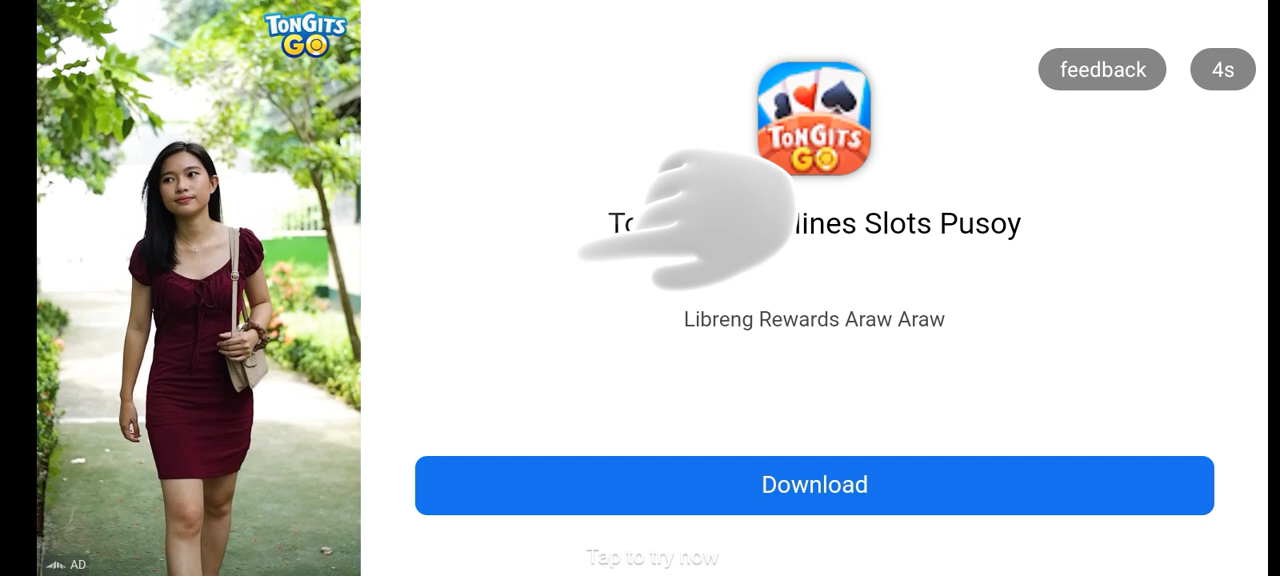 TONGITS
GO
feedback
4s
TONGITS
GO
lines Slots Pusoy
Libreng Rewards Araw Araw
Download
Tap to try now
AD